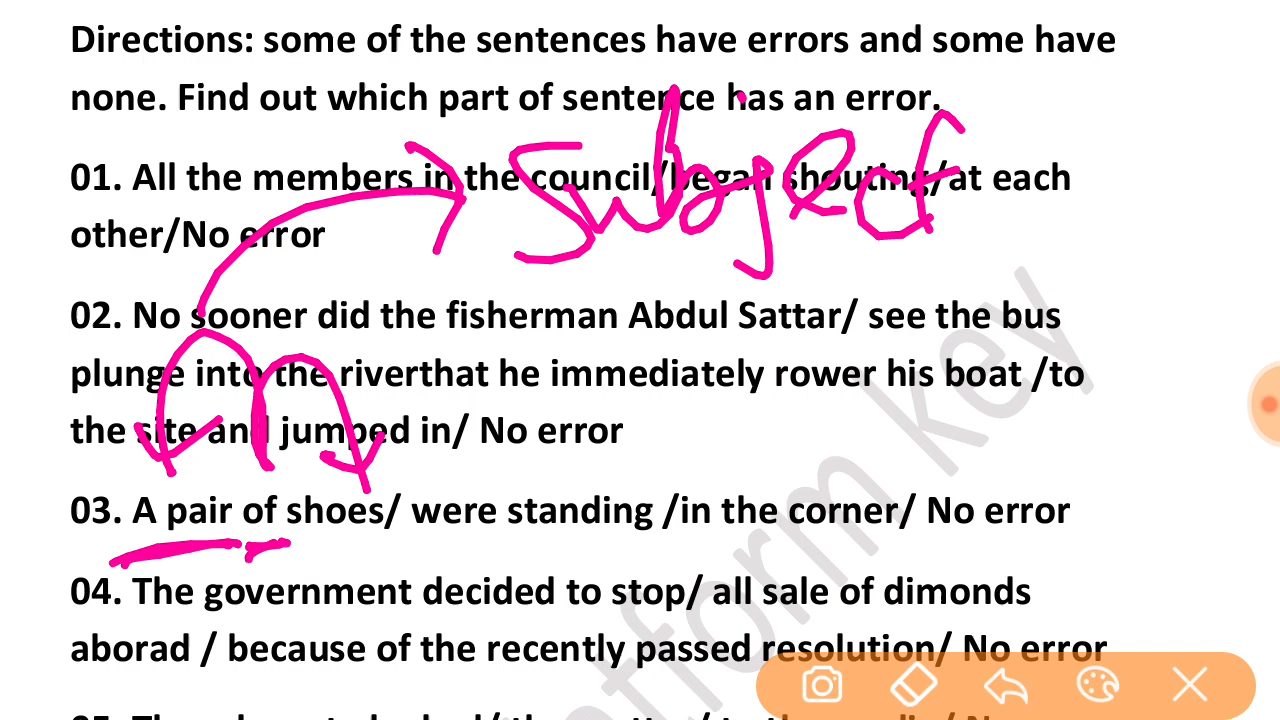 Directions: some of the sentences have errors and some have
none. Find out which part of sentence has an error.
01. All the members in the council/began shouting/at each
other/No error
Subject
02. No sooner did the fisherman Abdul Sattar/ see the bus
plunge into the riverthat he immediately rower his boat /to
the site and jumped in/ No error
03. A pair of shoes/ were standing /in the corner/ No error
04. The government decided to stop/ all sale of dimonds
aborad / because of the recently passed resolution/ No error
key